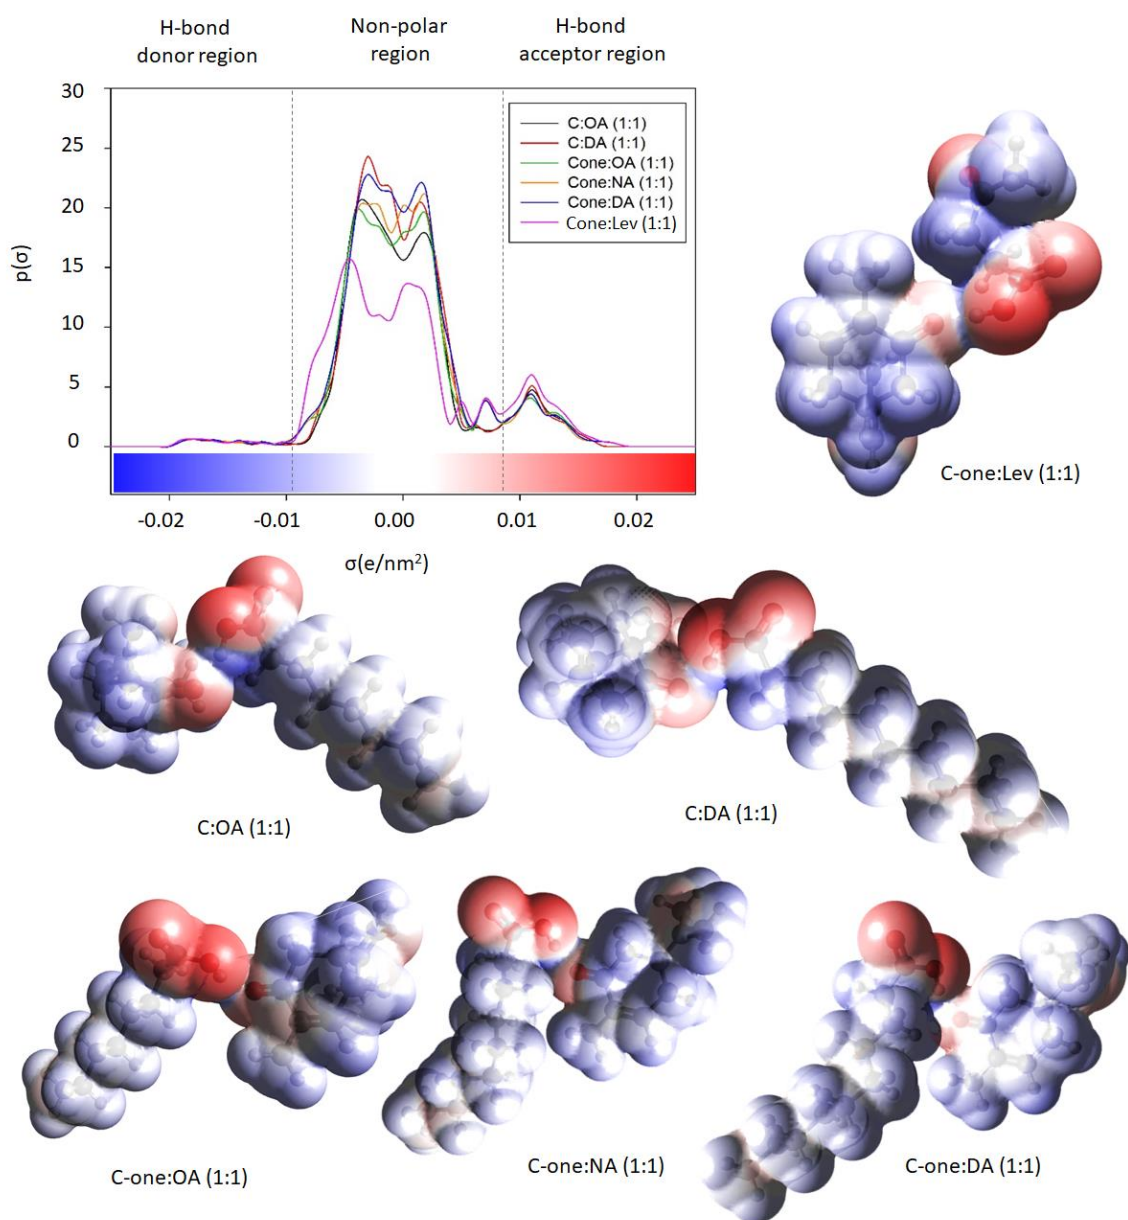 H-bond
donor region
Non-polar
region
H-bond
acceptor region
30
25
20
15
10
5
0
p(σ)
C:OA (1:1)
C:DA (1:1)
Cone:OA (1:1)
Cone:NA (1:1)
Cone:DA (1:1)
Cone:Lev (1:1)
-0.02
-0.01
0.00
0.01
0.02
σ(e/nm²)
C-one:Lev (1:1)
C:OA (1:1)
C:DA (1:1)
C-one:OA (1:1)
C-one:NA (1:1)
C-one:DA (1:1)